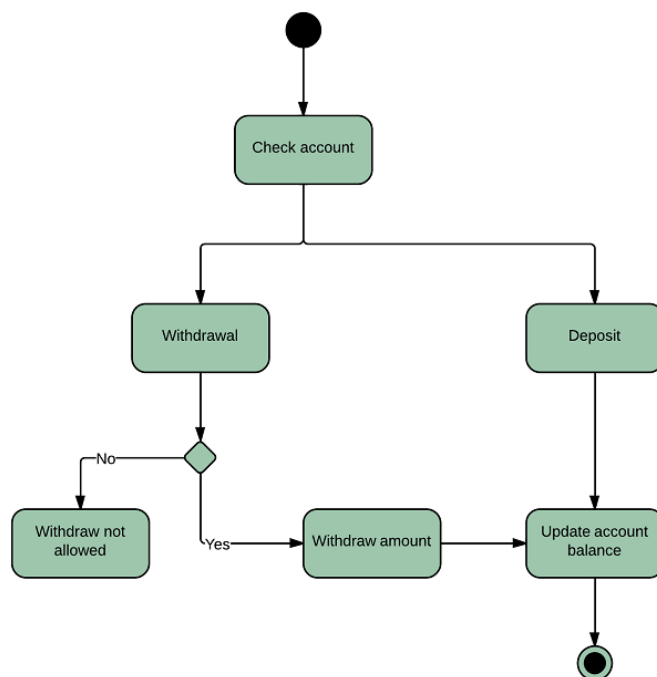 Check account
Withdrawal
Deposit
No
Withdraw not
allowed
Yes
Withdraw amount
Update account
balance